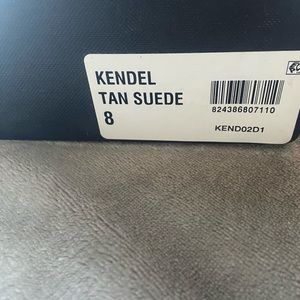 KENDEL
TAN SUEDE
8
824386807110
KEND02D1